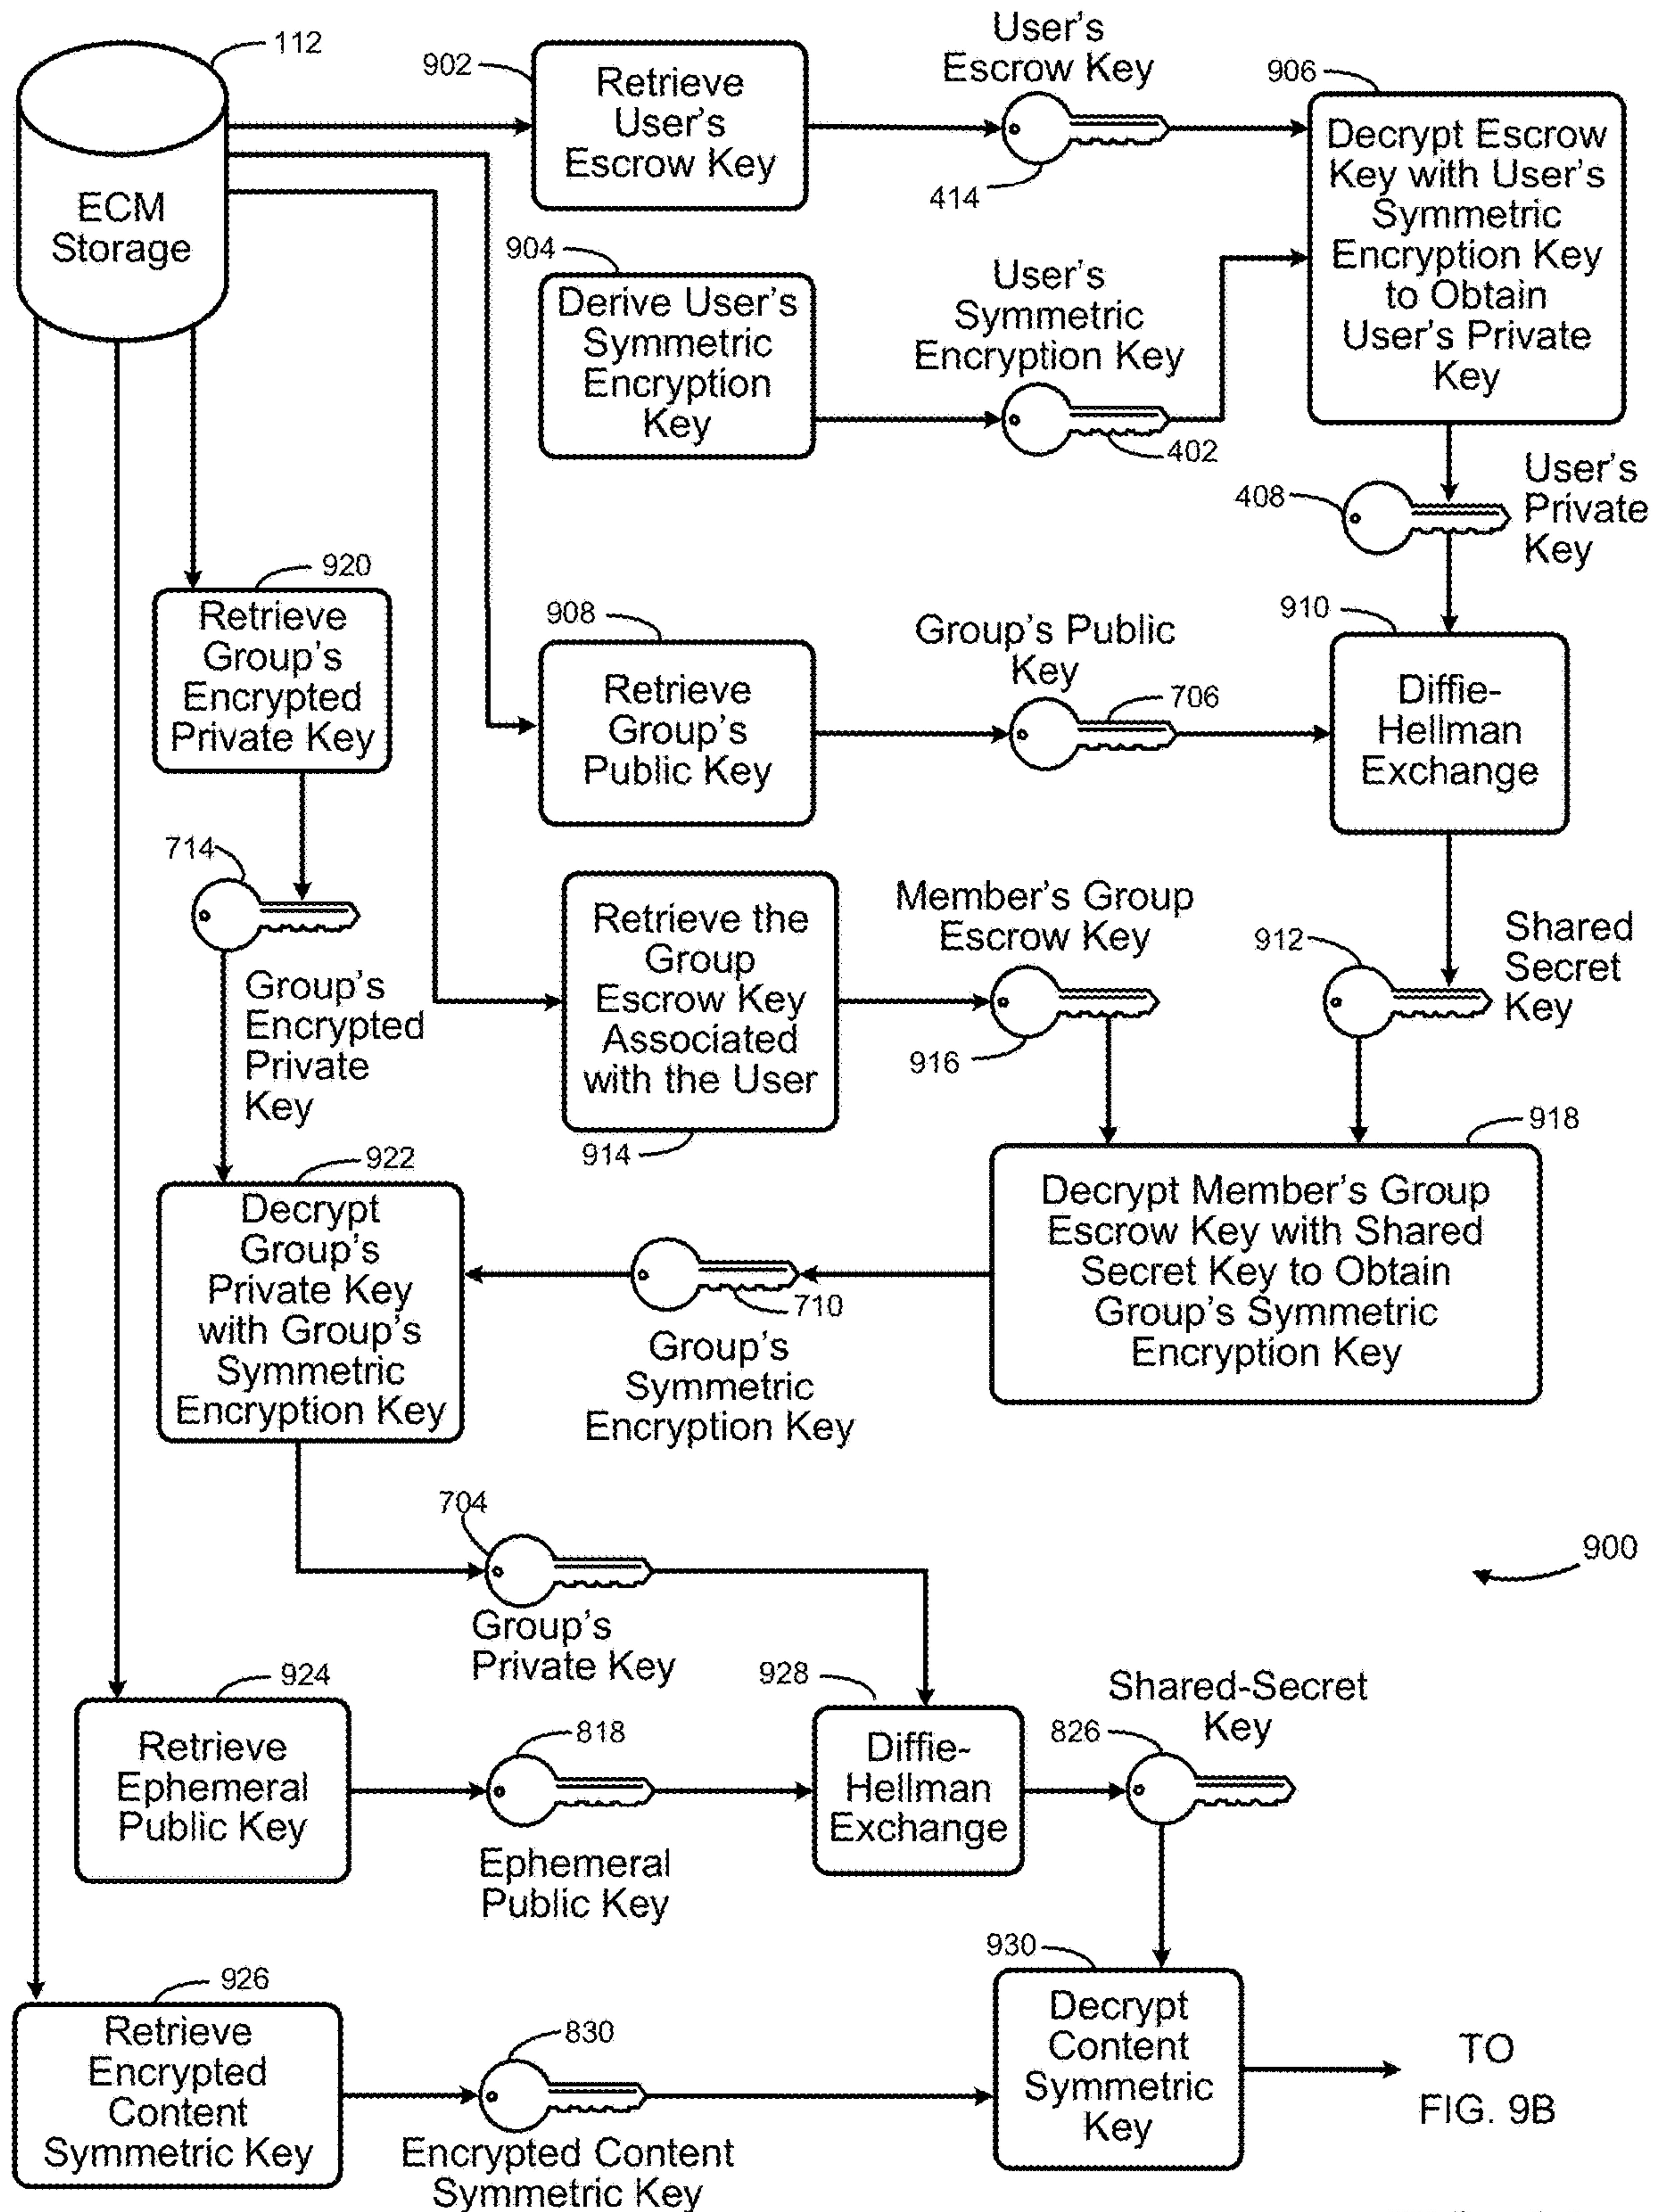 112
ECM
Storage
902
Retrieve
User's
Escrow Key
User's
Escrow Key
414
906
Decrypt Escrow
Key with User's
Symmetric
Encryption Key
to Obtain
User's Private
Key
904
Derive User's
Symmetric
Encryption
Key
User's
Symmetric
Encryption Key
402
408
User's
Private
Key
920
Retrieve
Group's
Encrypted
Private Key
908
Retrieve
Group's
Public Key
Group's Public
Key
706
910
Diffie-
Hellman
Exchange
714
Group's
Encrypted
Private
Key
Retrieve the
Group
Escrow Key
Associated
with the User
914
Member's Group
Escrow Key
916
912
Shared
Secret
Key
918
Decrypt Member's Group
Escrow Key with Shared
Secret Key to Obtain
Group's Symmetric
Encryption Key
922
Decrypt
Group's
Private Key
with Group's
Symmetric
Encryption Key
710
Group's
Symmetric
Encryption Key
704
Group's
Private Key
900
924
Retrieve
Ephemeral
Public Key
818
Ephemeral
Public Key
928
Diffie-
Hellman
Exchange
Shared-Secret
Key
826
926
Retrieve
Encrypted
Content
Symmetric Key
830
Encrypted Content
Symmetric Key
930
Decrypt
Content
Symmetric
Key
TO
FIG. 9B